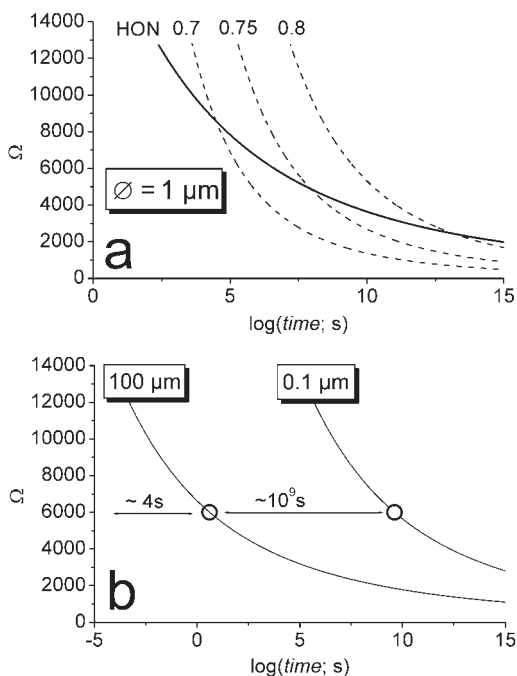 14000
12000
10000
8000
6000
4000
2000
0
Ω
HON 0.7 0.75 0.8
∅ = 1 µm
a
0 5 10 15
log(time; s)
14000
12000
10000
8000
6000
4000
2000
0
Ω
100 µm 0.1 µm
~ 4s ~10⁹s
b
-5 0 5 10 15
log(time; s)